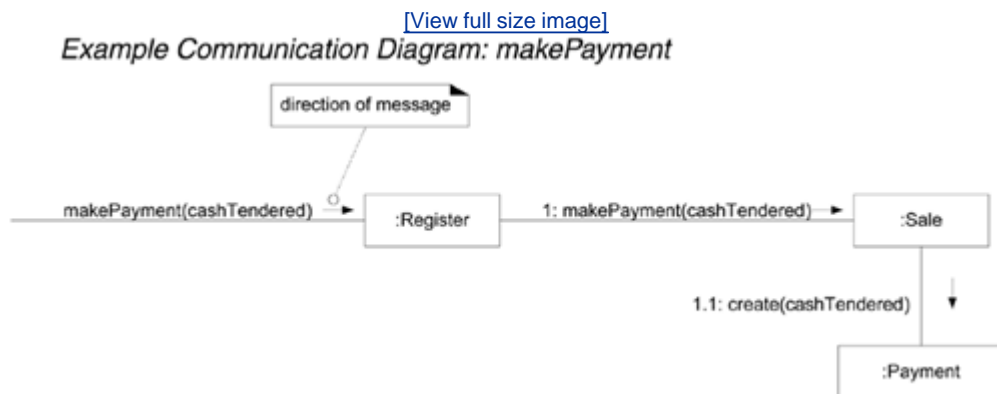 [View full size image]
Example Communication Diagram: makePayment
direction of message
makePayment(cashTendered)
:Register
1: makePayment(cashTendered)
:Sale
1.1: create(cashTendered)
:Payment